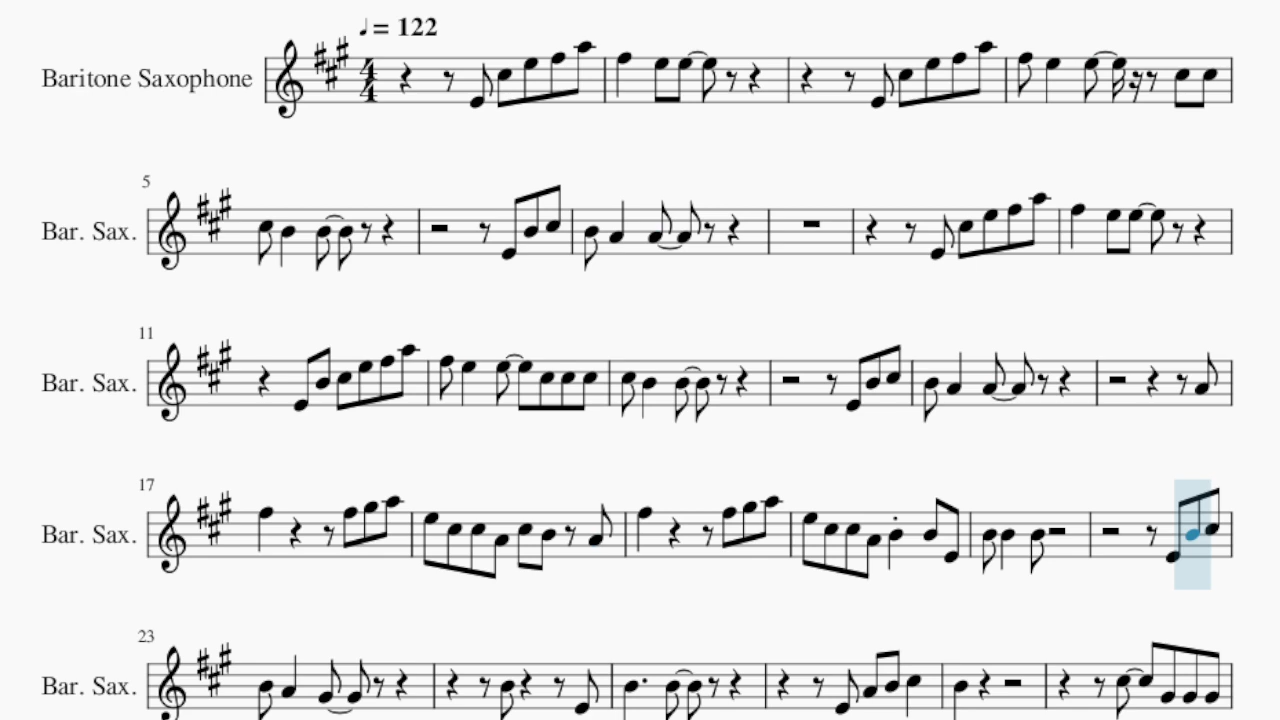 ♩ = 122
Baritone Saxophone
4
4
5
Bar. Sax.
11
Bar. Sax.
17
Bar. Sax.
23
Bar. Sax.